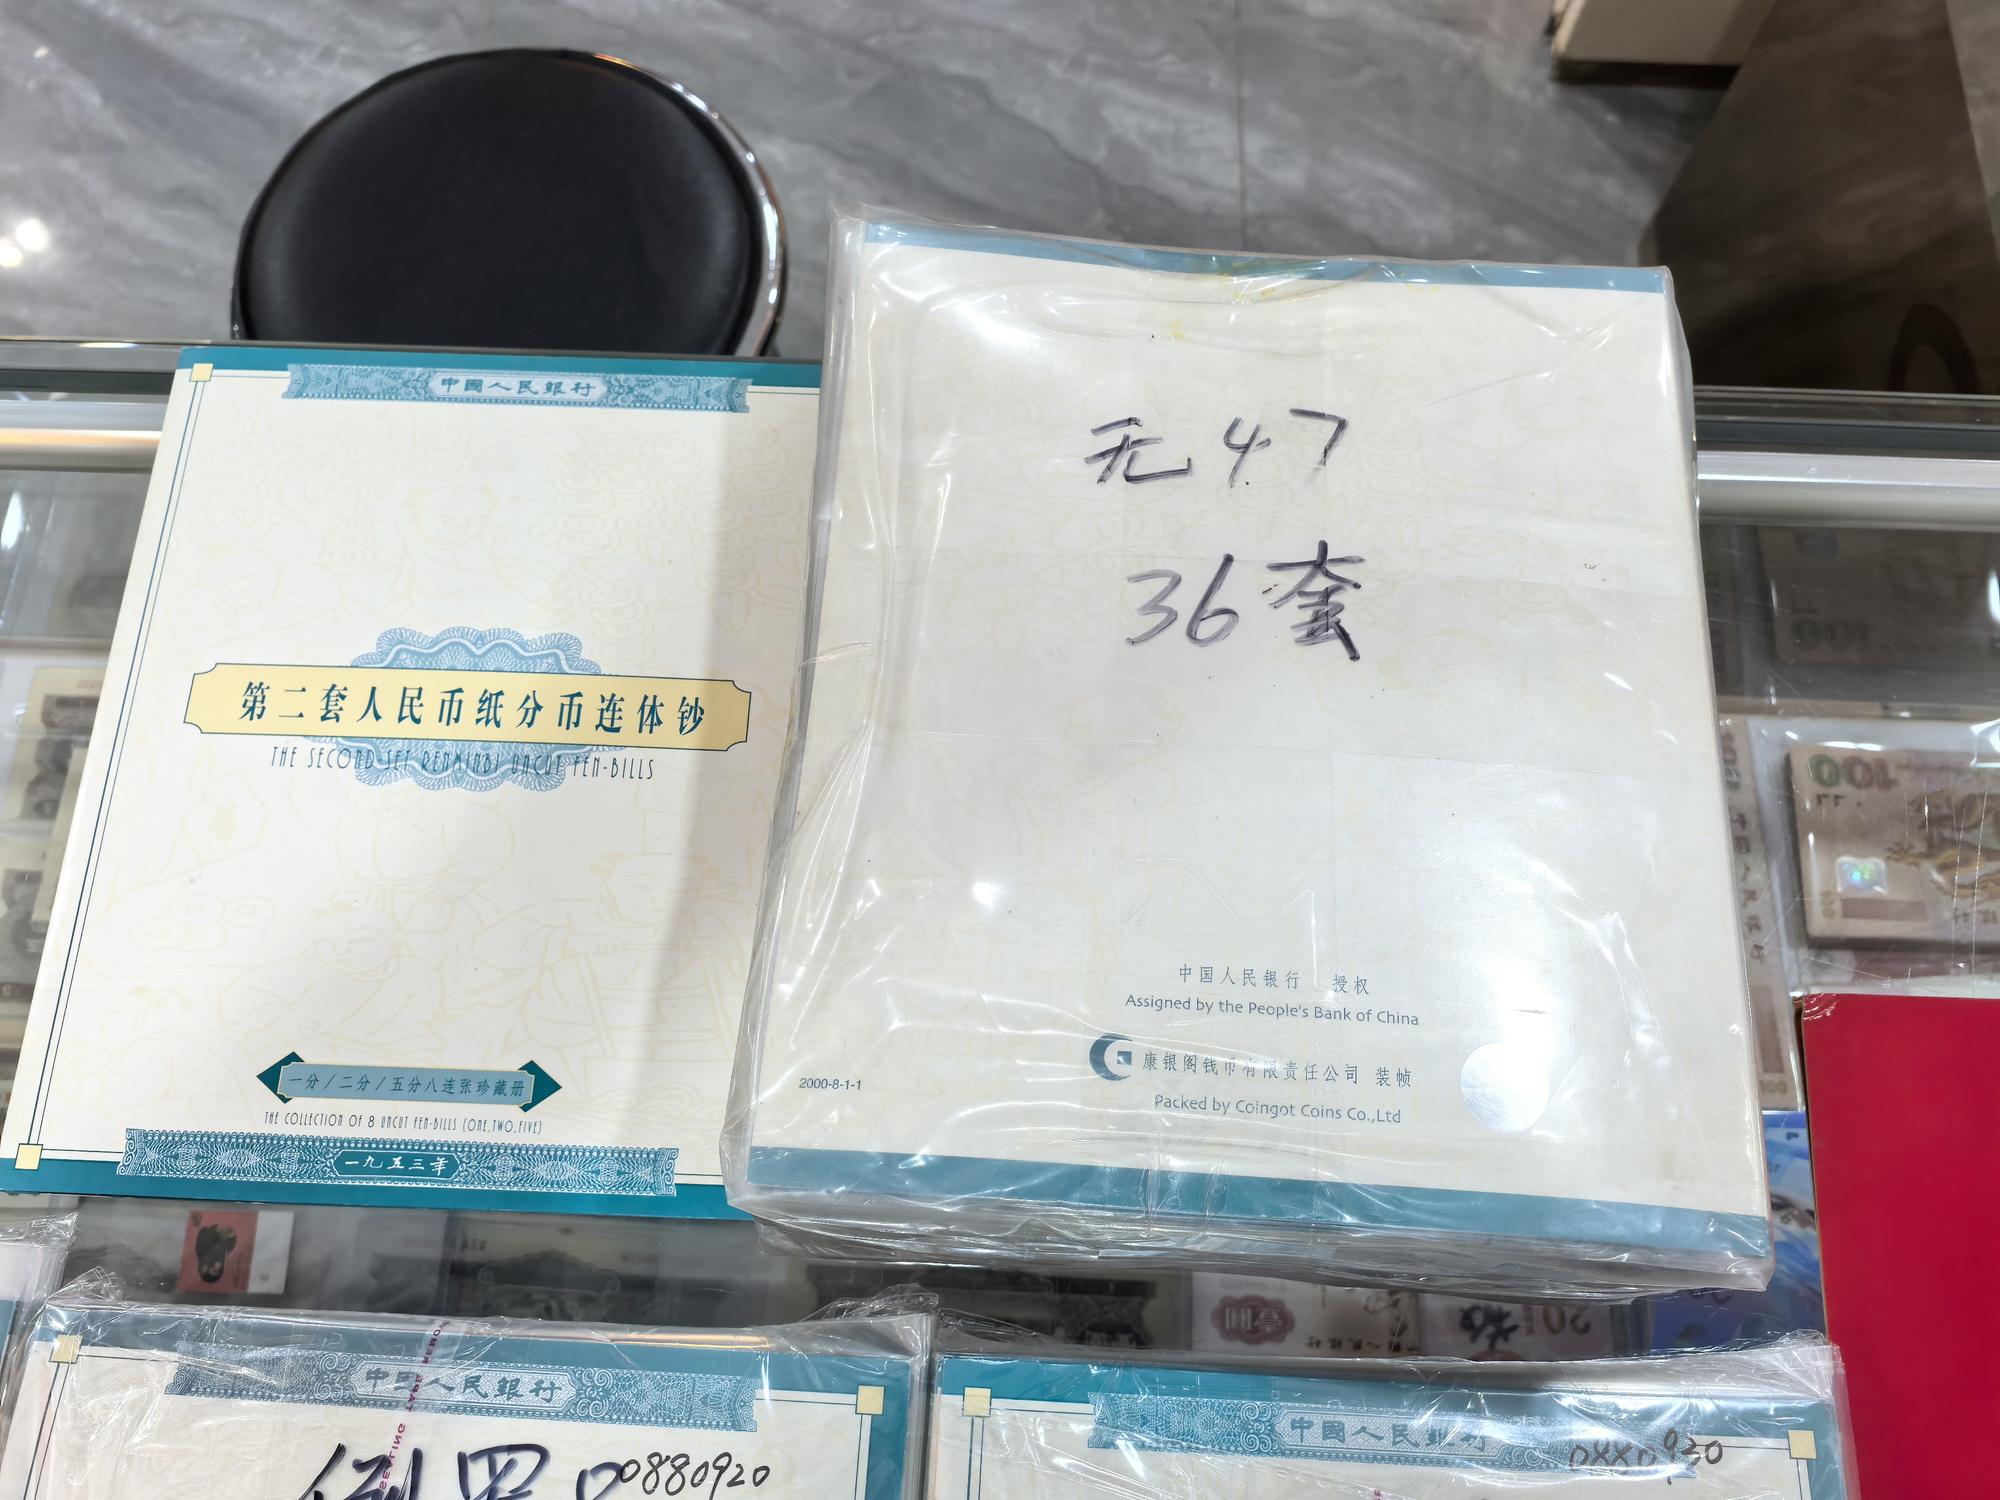 中國人民銀行
第二套人民币纸分币连体钞
THE SECOND SET RENMINBI UNCUT FEN-BILLS
一分/二分/五分八连张珍藏册
THE COLLECTION OF 8 UNCUT FEN-BILLS (ONE,TWO,FIVE)
一九五三年
无47
36套
中国人民银行 授权
Assigned by the People's Bank of China
康银阁钱币有限责任公司 装帧
Packed by Coingot Coins Co.,Ltd
2000-8-1-1
中国人民銀行
00880920
中國人民銀行
100
100
20